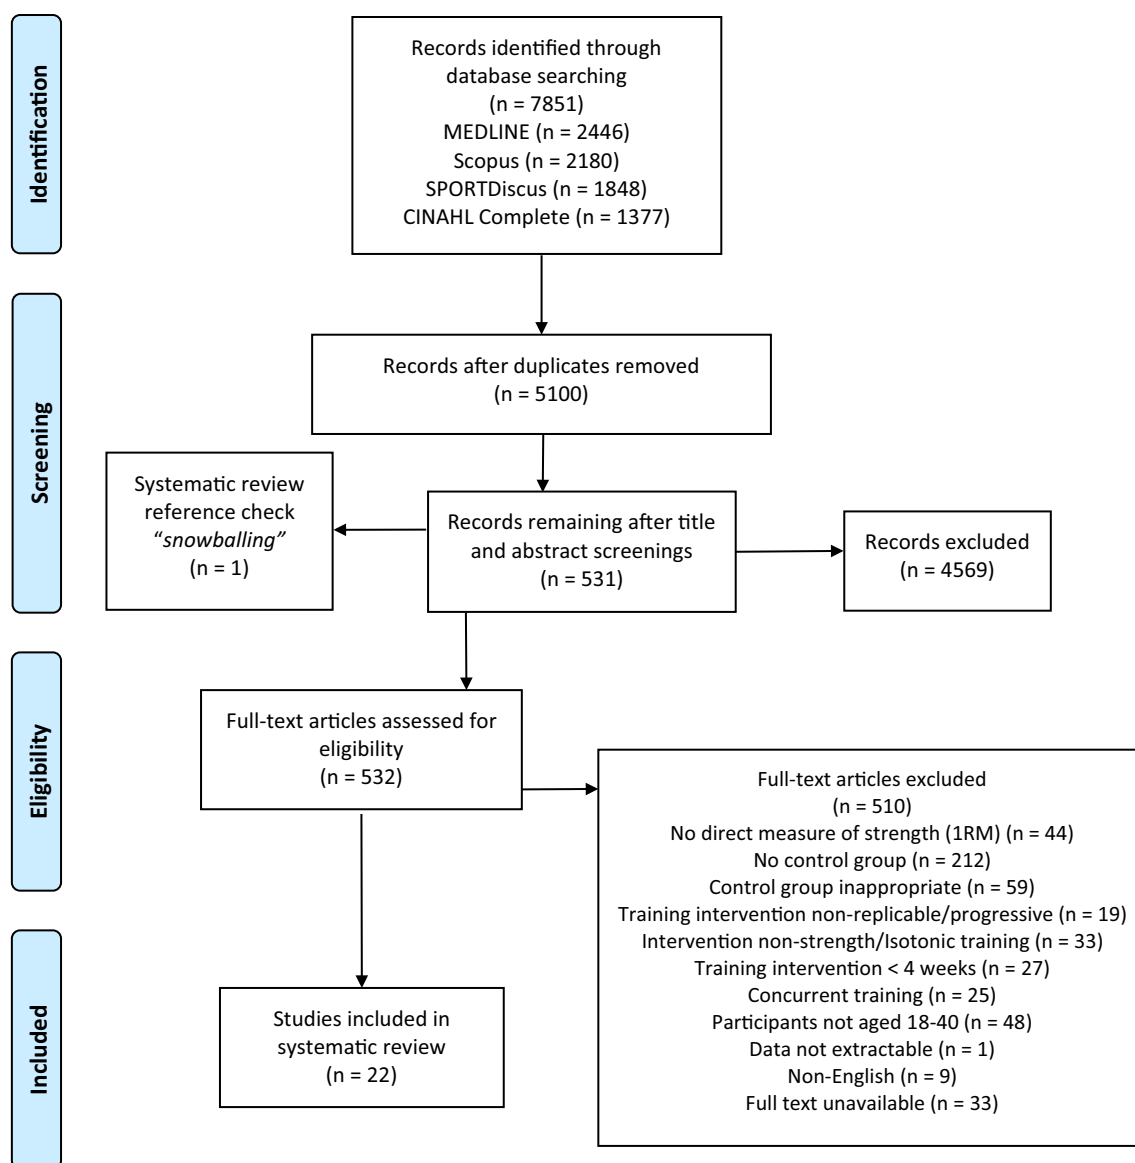 Identification
Records identified through
database searching
(n = 7851)
MEDLINE (n = 2446)
Scopus (n = 2180)
SPORTDiscus (n = 1848)
CINAHL Complete (n = 1377)
Screening
Records after duplicates removed
(n = 5100)
Systematic review
reference check
“snowballing”
(n = 1)
Records remaining after title
and abstract screenings
(n = 531)
Records excluded
(n = 4569)
Eligibility
Full-text articles assessed for
eligibility
(n = 532)
Full-text articles excluded
(n = 510)
No direct measure of strength (1RM) (n = 44)
No control group (n = 212)
Control group inappropriate (n = 59)
Training intervention non-replicable/progressive (n = 19)
Intervention non-strength/Isotonic training (n = 33)
Training intervention < 4 weeks (n = 27)
Concurrent training (n = 25)
Participants not aged 18-40 (n = 48)
Data not extractable (n = 1)
Non-English (n = 9)
Full text unavailable (n = 33)
Included
Studies included in
systematic review
(n = 22)